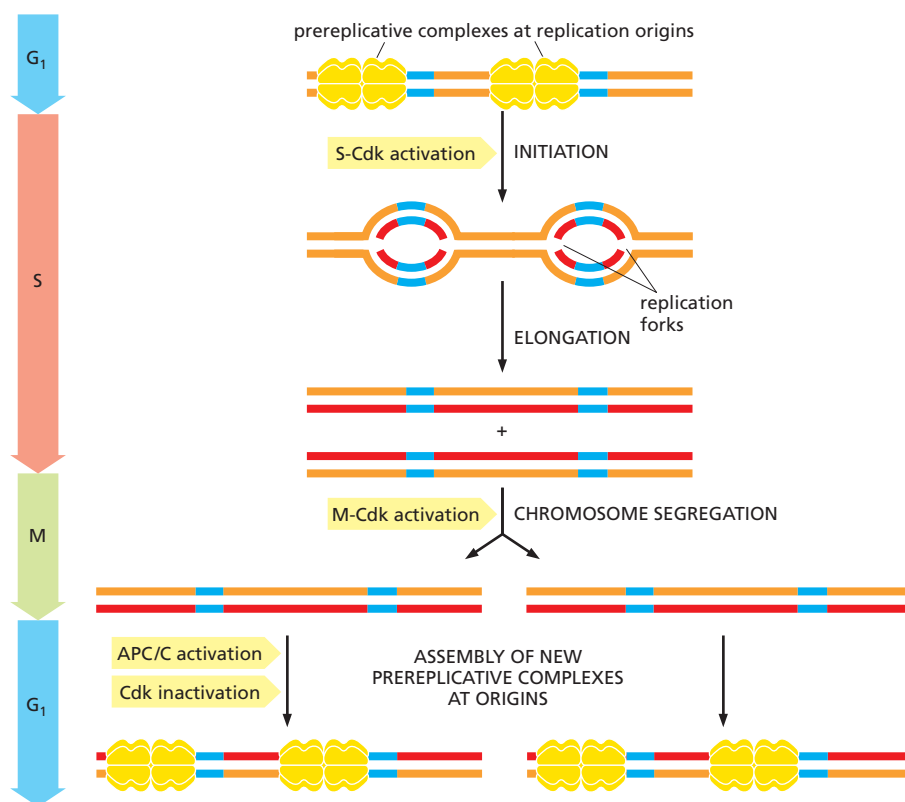 prereplicative complexes at replication origins
G1
S-Cdk activation
INITIATION
S
replication
forks
ELONGATION
+
M-Cdk activation
CHROMOSOME SEGREGATION
M
APC/C activation
Cdk inactivation
ASSEMBLY OF NEW
PREREPLICATIVE COMPLEXES
AT ORIGINS
G1